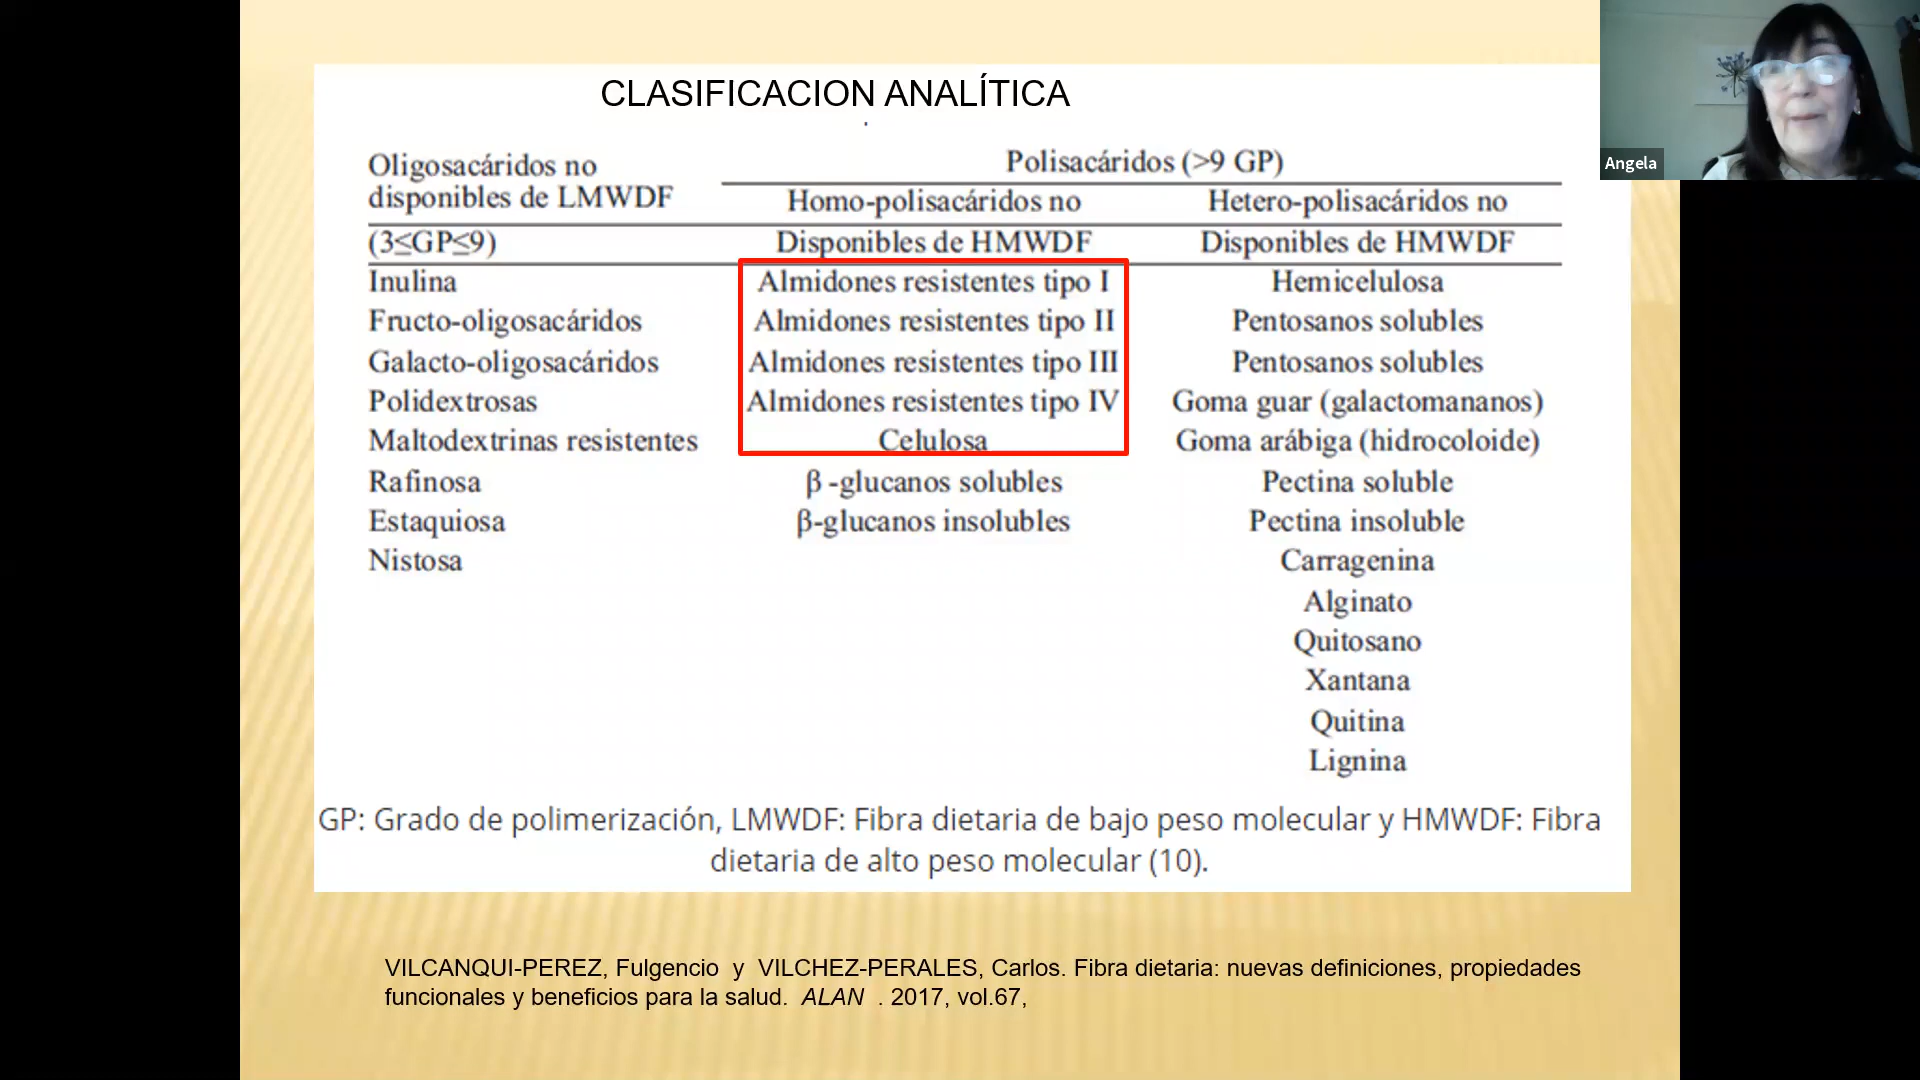 CLASIFICACION ANALÍTICA
.
Angela
Oligosacáridos no
disponibles de LMWDF
Polisacáridos (>9 GP)
Homo-polisacáridos no
Hetero-polisacáridos no
(3≤GP≤9)
Disponibles de HMWDF
Disponibles de HMWDF
Inulina
Almidones resistentes tipo I
Hemicelulosa
Fructo-oligosacáridos
Almidones resistentes tipo II
Pentosanos solubles
Galacto-oligosacáridos
Almidones resistentes tipo III
Pentosanos solubles
Polidextrosas
Almidones resistentes tipo IV
Goma guar (galactomananos)
Maltodextrinas resistentes
Celulosa
Goma arábiga (hidrocoloide)
Rafinosa
β -glucanos solubles
Pectina soluble
Estaquiosa
β-glucanos insolubles
Pectina insoluble
Nistosa
Carragenina
Alginato
Quitosano
Xantana
Quitina
Lignina
GP: Grado de polimerización, LMWDF: Fibra dietaria de bajo peso molecular y HMWDF: Fibra
dietaria de alto peso molecular (10).
VILCANQUI-PEREZ, Fulgencio y VILCHEZ-PERALES, Carlos. Fibra dietaria: nuevas definiciones, propiedades
funcionales y beneficios para la salud. ALAN . 2017, vol.67,